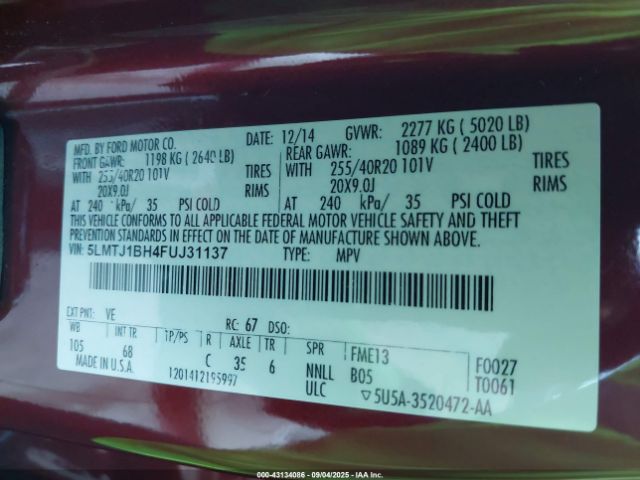 MFD. BY FORD MOTOR CO. DATE: 12/14 GVWR: 2277 KG ( 5020 LB)
FRONT GAWR: 1198 KG ( 2640 LB) REAR GAWR: 1089 KG ( 2400 LB)
WITH 255/40R20 101V TIRES WITH 255/40R20 101V TIRES
20X9.0J RIMS 20X9.0J RIMS
AT 240 kPa/ 35 PSI COLD AT 240 kPa/ 35 PSI COLD
THIS VEHICLE CONFORMS TO ALL APPLICABLE FEDERAL MOTOR VEHICLE SAFETY AND THEFT
PREVENTION STANDARDS IN EFFECT ON THE DATE OF MANUFACTURE SHOWN ABOVE.
VIN: 5LMTJ1BH4FUJ31137 TYPE: MPV
EXT PNT: VE RC: 67 DSO:
WB INT TR TP/PS R AXLE TR SPR FME13 F0027
105 68 C 35 6 NNLL B05 T0061
MADE IN U.S.A. 1201412195997 ULC ▽5U5A-3520472-AA
000-43134086 - 09/04/2025 - IAAI US